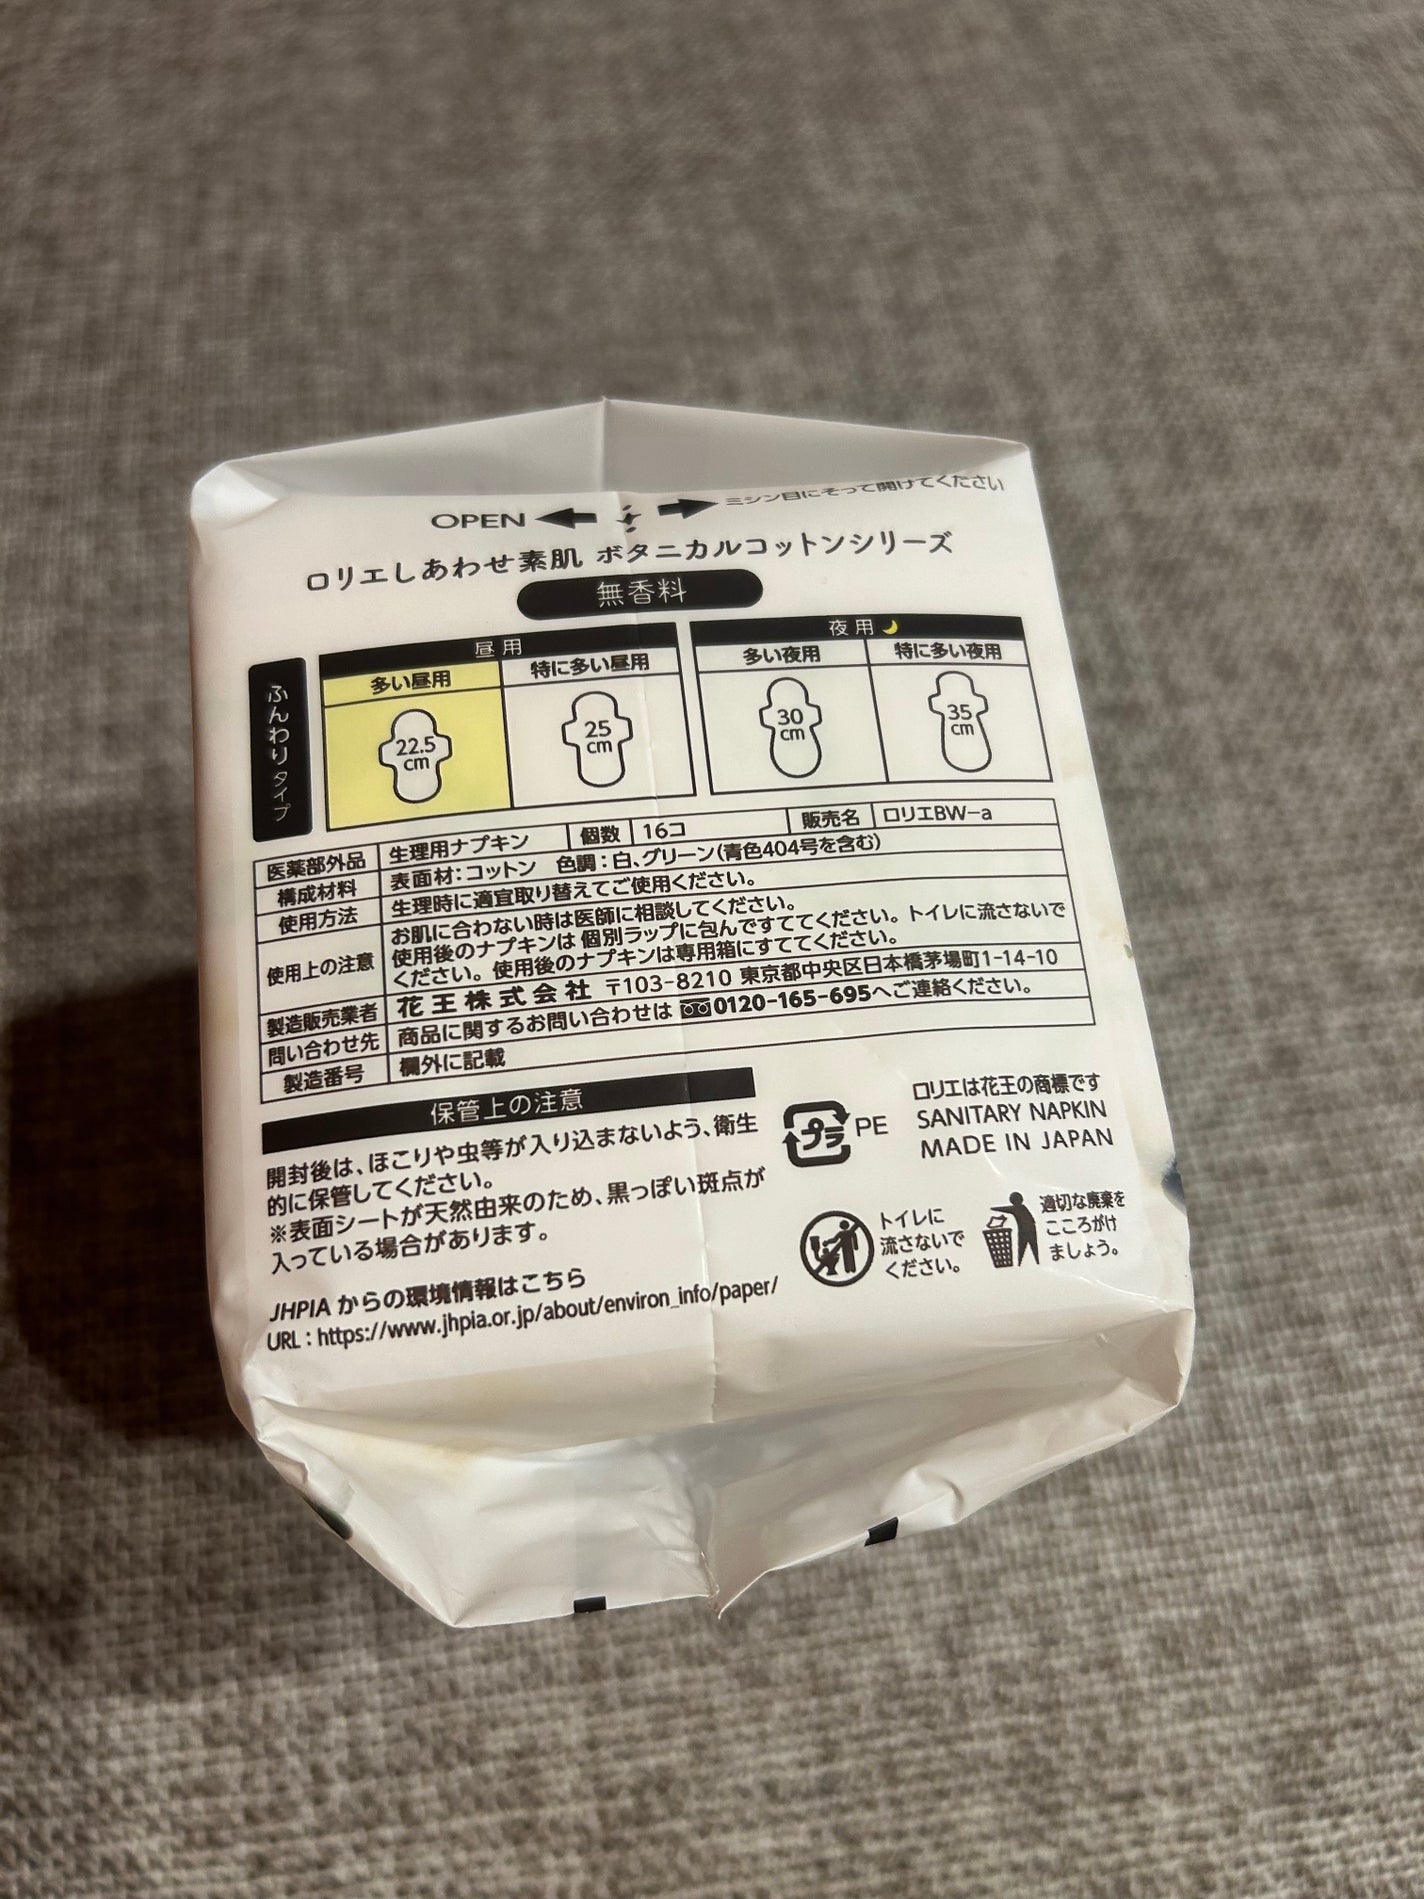 OPEN ミシン目にそって開けてください
ロリエしあわせ素肌 ボタニカルコットンシリーズ
無香料
ふんわりタイプ
昼用
多い昼用
特に多い昼用
22.5
cm
25
cm
夜用
多い夜用
特に多い夜用
30
cm
35
cm
医薬部外品 生理用ナプキン 個数 16コ 販売名 ロリエBW-a
構成材料 表面材：コットン 色調：白、グリーン（青色404号を含む）
使用方法 生理時に適宜取り替えてご使用ください。
使用上の注意 お肌に合わない時は医師に相談してください。
使用後のナプキンは 個別ラップに包んですててください。トイレに流さないで
ください。使用後のナプキンは専用箱にすててください。
製造販売業者 花王株式会社 〒103-8210 東京都中央区日本橋茅場町1-14-10
問い合わせ先 商品に関するお問い合わせは 0120-165-695へご連絡ください。
製造番号 欄外に記載
保管上の注意
開封後は、ほこりや虫等が入り込まないよう、衛生
的に保管してください。
※表面シートが天然由来のため、黒っぽい斑点が
入っている場合があります。
JHPIA からの環境情報はこちら
URL：https://www.jhpia.or.jp/about/environ_info/paper/
プラ PE
ロリエは花王の商標です
SANITARY NAPKIN
MADE IN JAPAN
トイレに
流さないで
ください。
適切な廃棄を
こころがけ
ましょう。